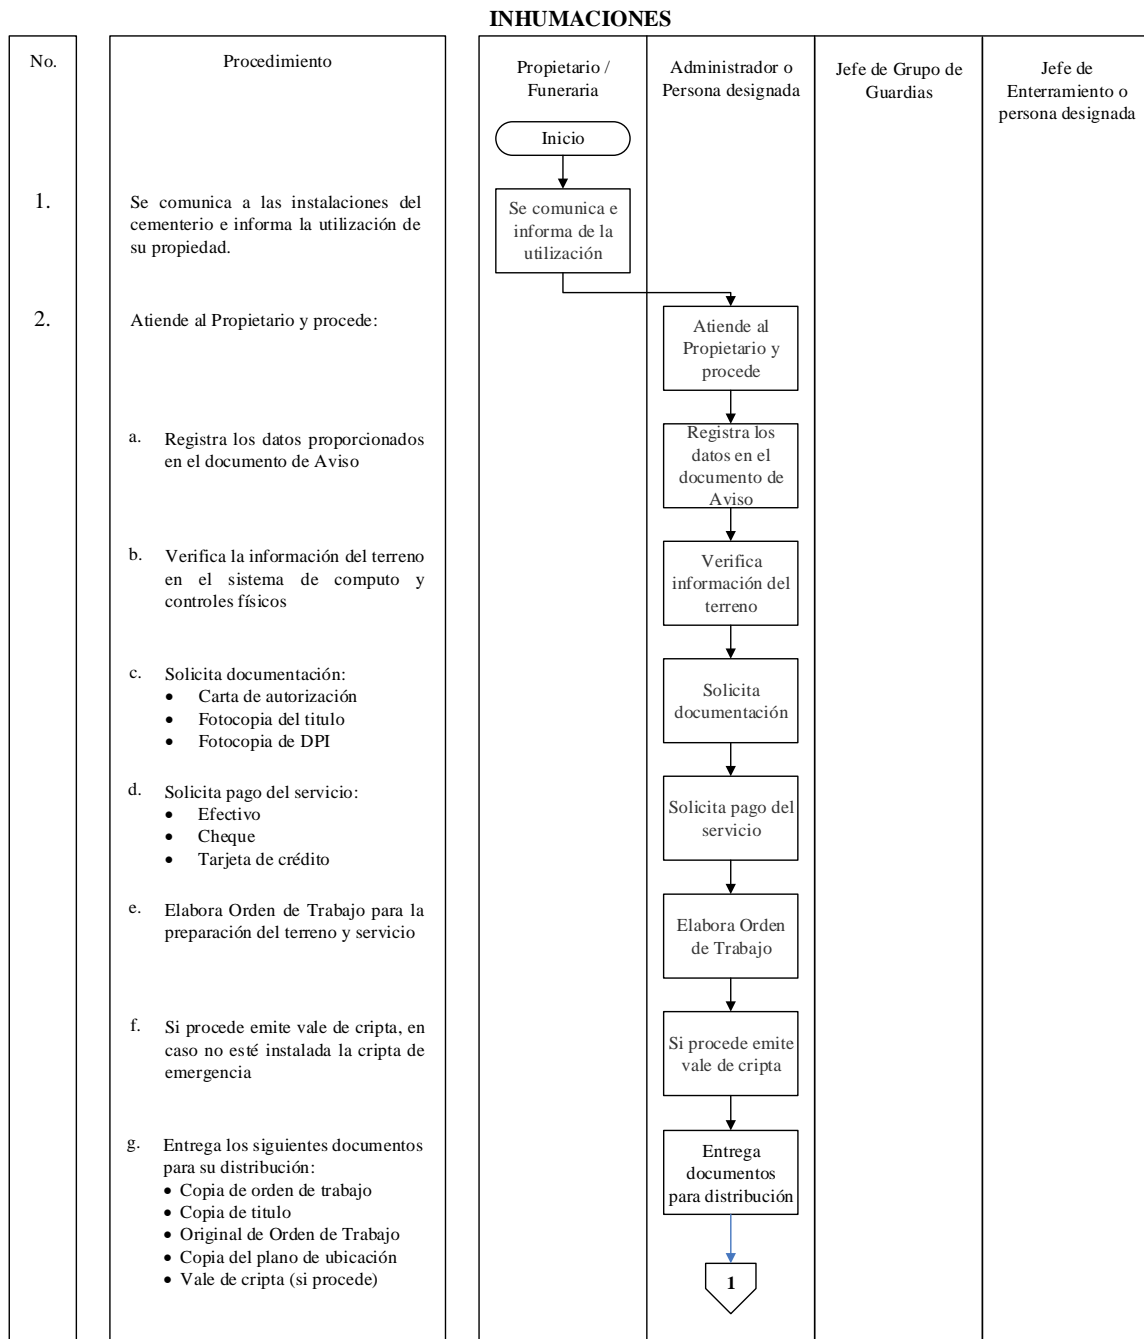 INHUMACIONES
No.
Procedimiento
Propietario /
Funeraria
Administrador o
Persona designada
Jefe de Grupo de
Guardias
Jefe de
Enterramiento o
persona designada
Inicio
1.
Se comunica a las instalaciones del
cementerio e informa la utilización de
su propiedad.
Se comunica e
informa de la
utilización
2.
Atiende al Propietario y procede:
Atiende al
Propietario y
procede
a. Registra los datos proporcionados
en el documento de Aviso
Registra los
datos en el
documento de
Aviso
b. Verifica la información del terreno
en el sistema de computo y
controles físicos
Verifica
información del
terreno
c. Solicita documentación:
• Carta de autorización
• Fotocopia del titulo
• Fotocopia de DPI
Solicita
documentación
d. Solicita pago del servicio:
• Efectivo
• Cheque
• Tarjeta de crédito
Solicita pago del
servicio
e. Elabora Orden de Trabajo para la
preparación del terreno y servicio
Elabora Orden
de Trabajo
f. Si procede emite vale de cripta, en
caso no esté instalada la cripta de
emergencia
Si procede emite
vale de cripta
g. Entrega los siguientes documentos
para su distribución:
• Copia de orden de trabajo
• Copia de titulo
• Original de Orden de Trabajo
• Copia del plano de ubicación
• Vale de cripta (si procede)
Entrega
documentos
para distribución
1